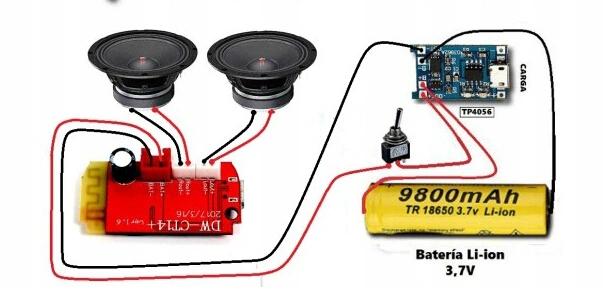 CARGA
TP4056
BAT-
BAT+
Rout-
Rout+
Lout-
Lout+
DW-CT14+
2017/3/16
Ver1.6
9800mAh
TR 18650 3.7v Li-ion
Batería Li-ion
3,7V